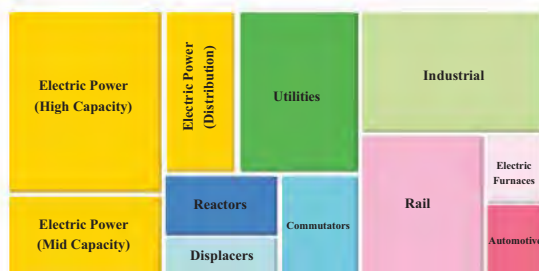 Electric Power
(High Capacity)
Electric Power
(Distribution)
Utilities
Industrial
Electric Power
(Mid Capacity)
Reactors
Displacers
Commutators
Rail
Electric
Furnaces
Automotive